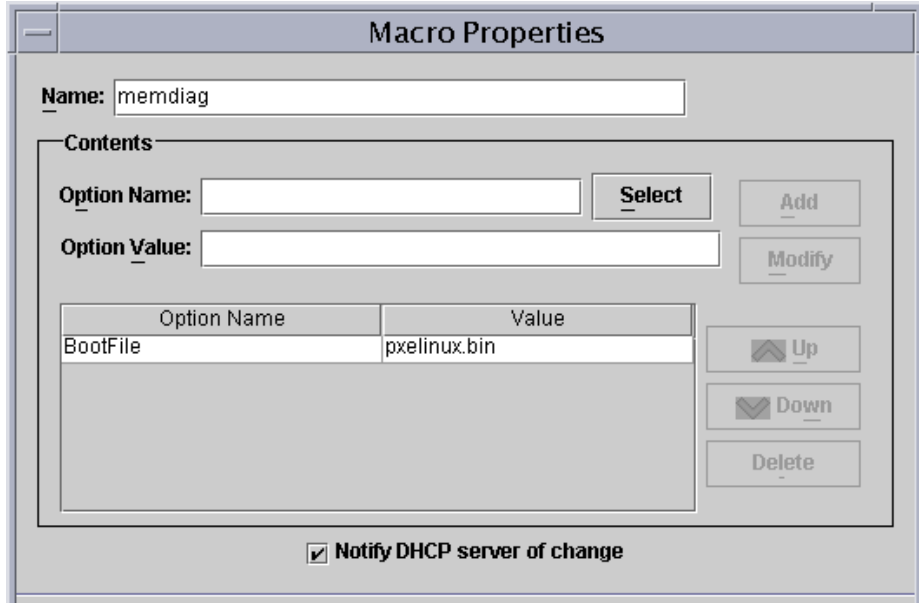 Macro Properties
Name: memdiag
Contents
Option Name: Select Add
Option Value: Modify
Option Name Value
BootFile pxelinux.bin
Up
Down
Delete
Notify DHCP server of change